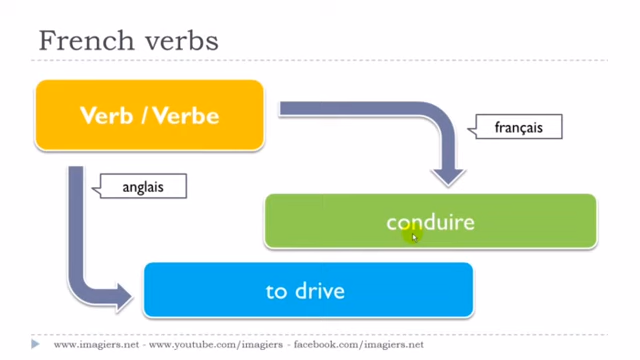 French verbs
Verb / Verbe
français
anglais
conduire
to drive
www.imagiers.net - www.youtube.com/imagiers - facebook.com/imagiers.net